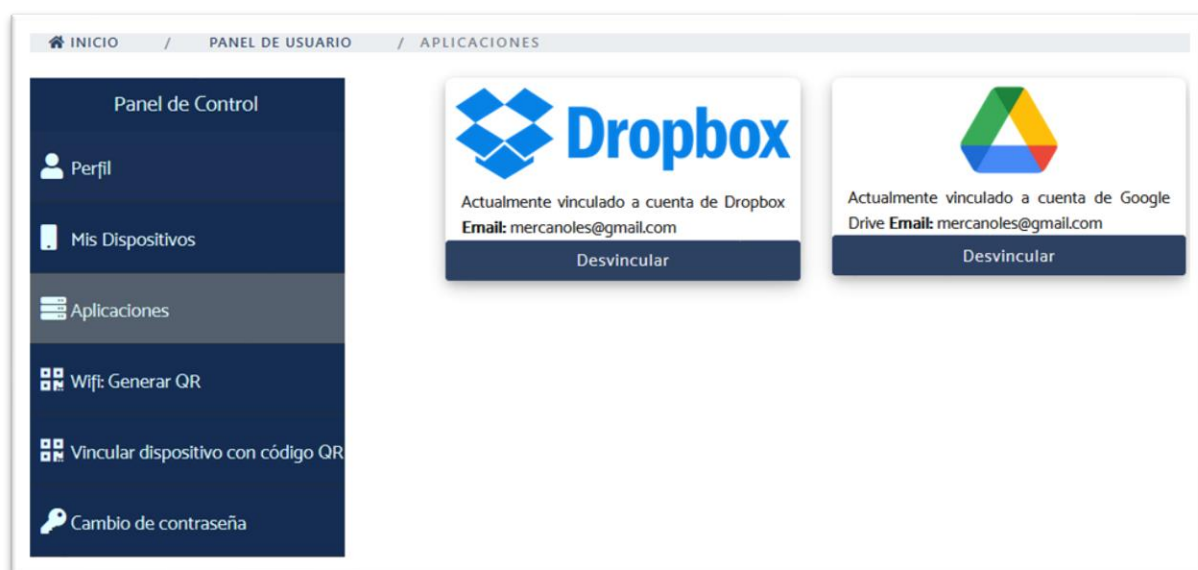 INICIO / PANEL DE USUARIO / APLICACIONES
Panel de Control
Perfil
Mis Dispositivos
Aplicaciones
Wifi: Generar QR
Vincular dispositivo con código QR
Cambio de contraseña
Dropbox
Actualmente vinculado a cuenta de Dropbox
Email: mercanoles@gmail.com
Desvincular
Actualmente vinculado a cuenta de Google
Drive Email: mercanoles@gmail.com
Desvincular